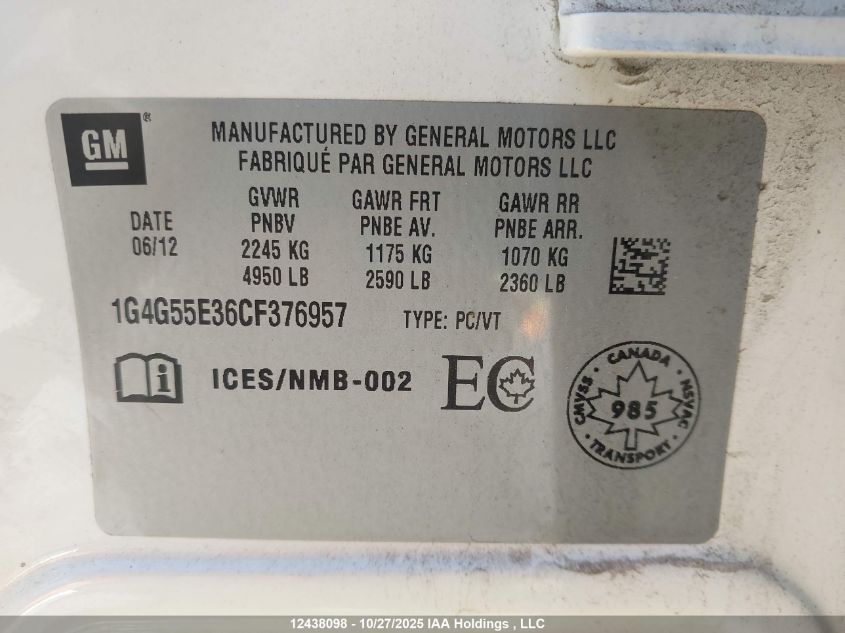 GM®
MANUFACTURED BY GENERAL MOTORS LLC
FABRIQUÉ PAR GENERAL MOTORS LLC
GVWR GAWR FRT GAWR RR
DATE PNBV PNBE AV. PNBE ARR.
06/12 2245 KG 1175 KG 1070 KG
4950 LB 2590 LB 2360 LB
1G4G55E36CF376957 TYPE: PC/VT
i ICES/NMB-002 EC
CANADA
CMVSS 985 NSVAC
TRANSPORT
12438098 - 10/27/2025 IAA Holdings , LLC